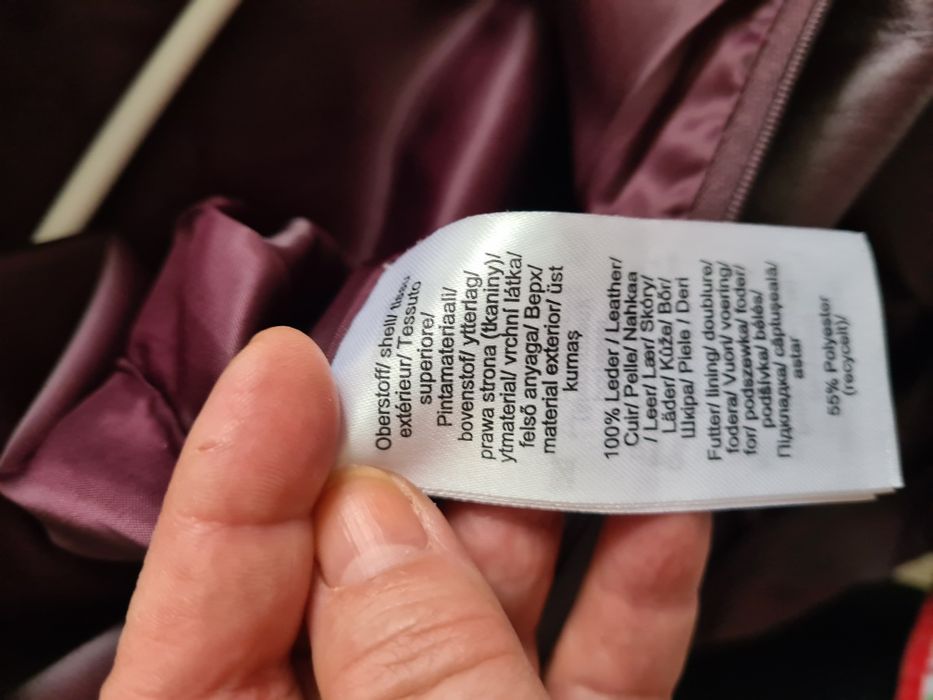 Oberstoff/ shell/ tissu
extérieur/ Tessuto
superiore/
Pintamateriaali/
bovenstof/ ytterlag/
prawa strona (tkaniny)/
ytmaterial/ vrchní látka/
felső anyaga/ Верх/
material exterior/ üst
kumaş
100% Leder / Leather/
Cuir/ Pelle/ Nahkaa
/ Leer/ Lær/ Skóry/
Läder/ Kůže/ Bőr/
Шкіра/ Piele / Deri
Futter/ lining/ doublure/
fodera/ Vuori/ voering/
for/ podszewka/ foder/
podšívka/ bélés/
Підкладка/ căptuşeală/
astar
55% Polyester
(recycelt)/